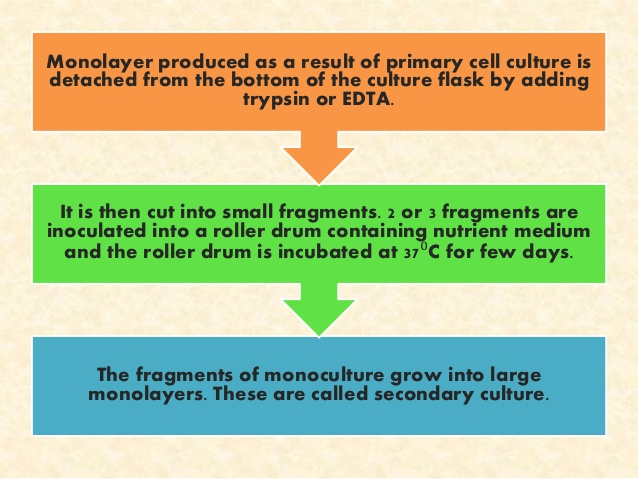 Monolayer produced as a result of primary cell culture is
detached from the bottom of the culture flask by adding
trypsin or EDTA.
It is then cut into small fragments. 2 or 3 fragments are
inoculated into a roller drum containing nutrient medium
and the roller drum is incubated at 37⁰C for few days.
The fragments of monoculture grow into large
monolayers. These are called secondary culture.